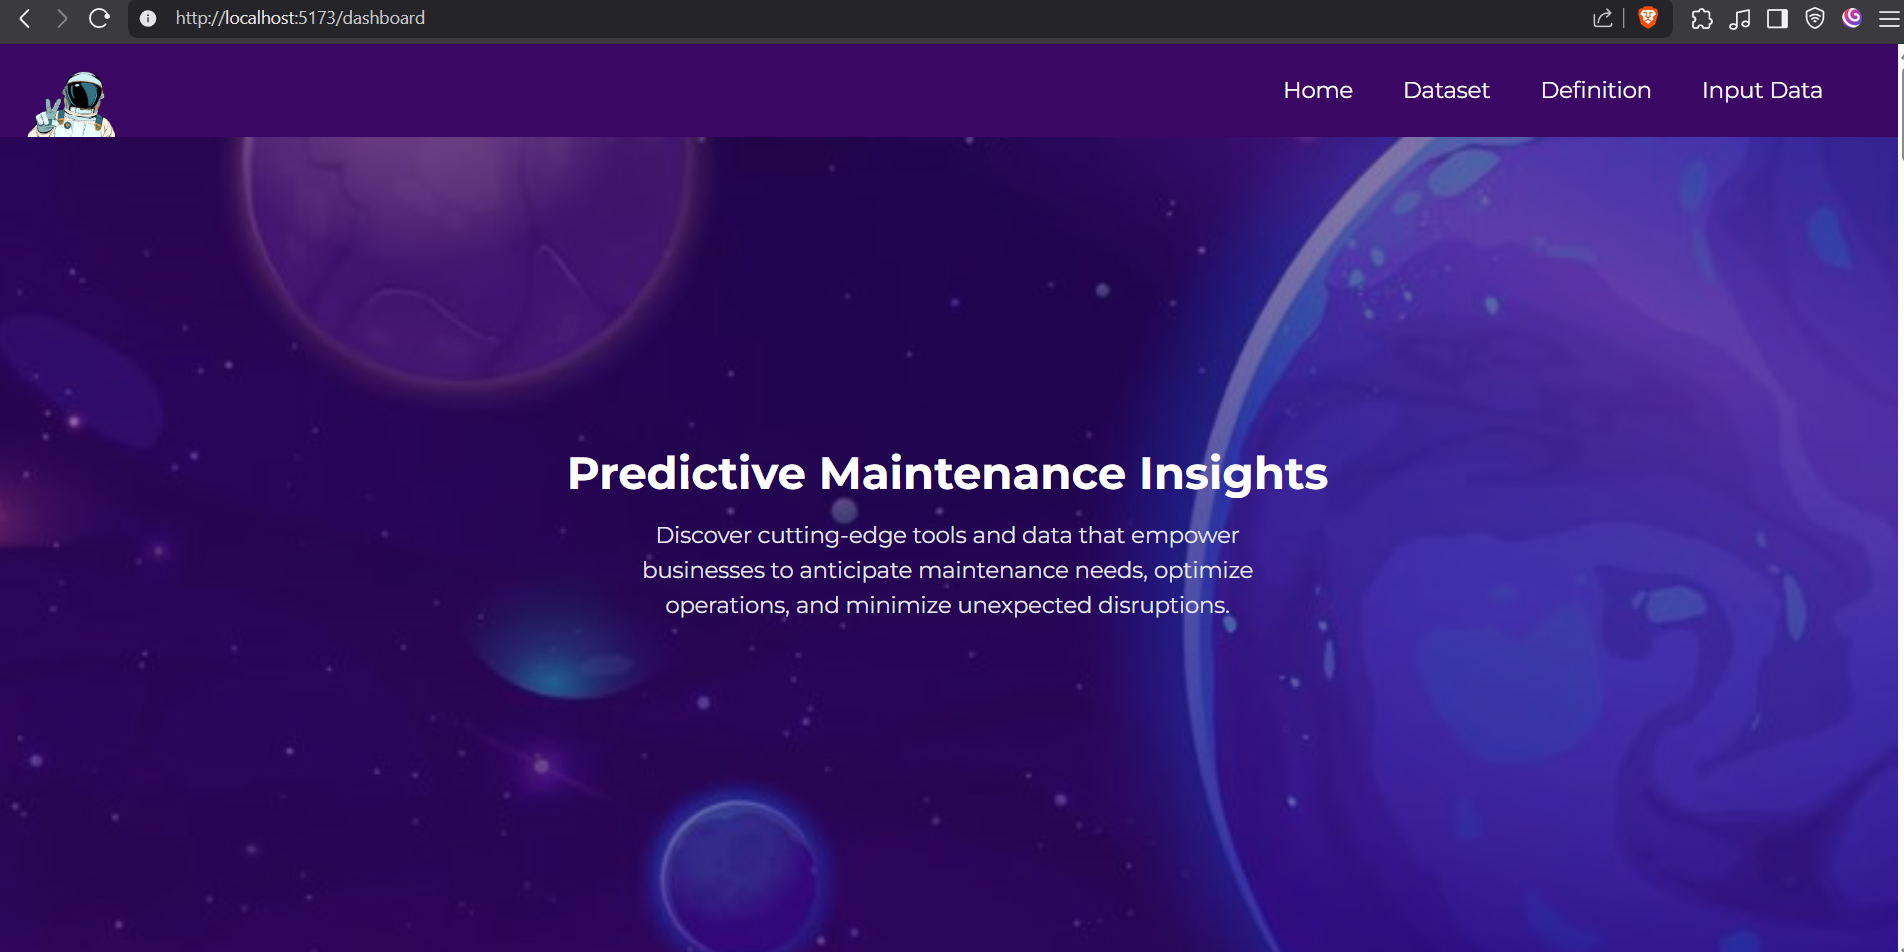 http://localhost:5173/dashboard
Home Dataset Definition Input Data
Predictive Maintenance Insights
Discover cutting-edge tools and data that empower
businesses to anticipate maintenance needs, optimize
operations, and minimize unexpected disruptions.